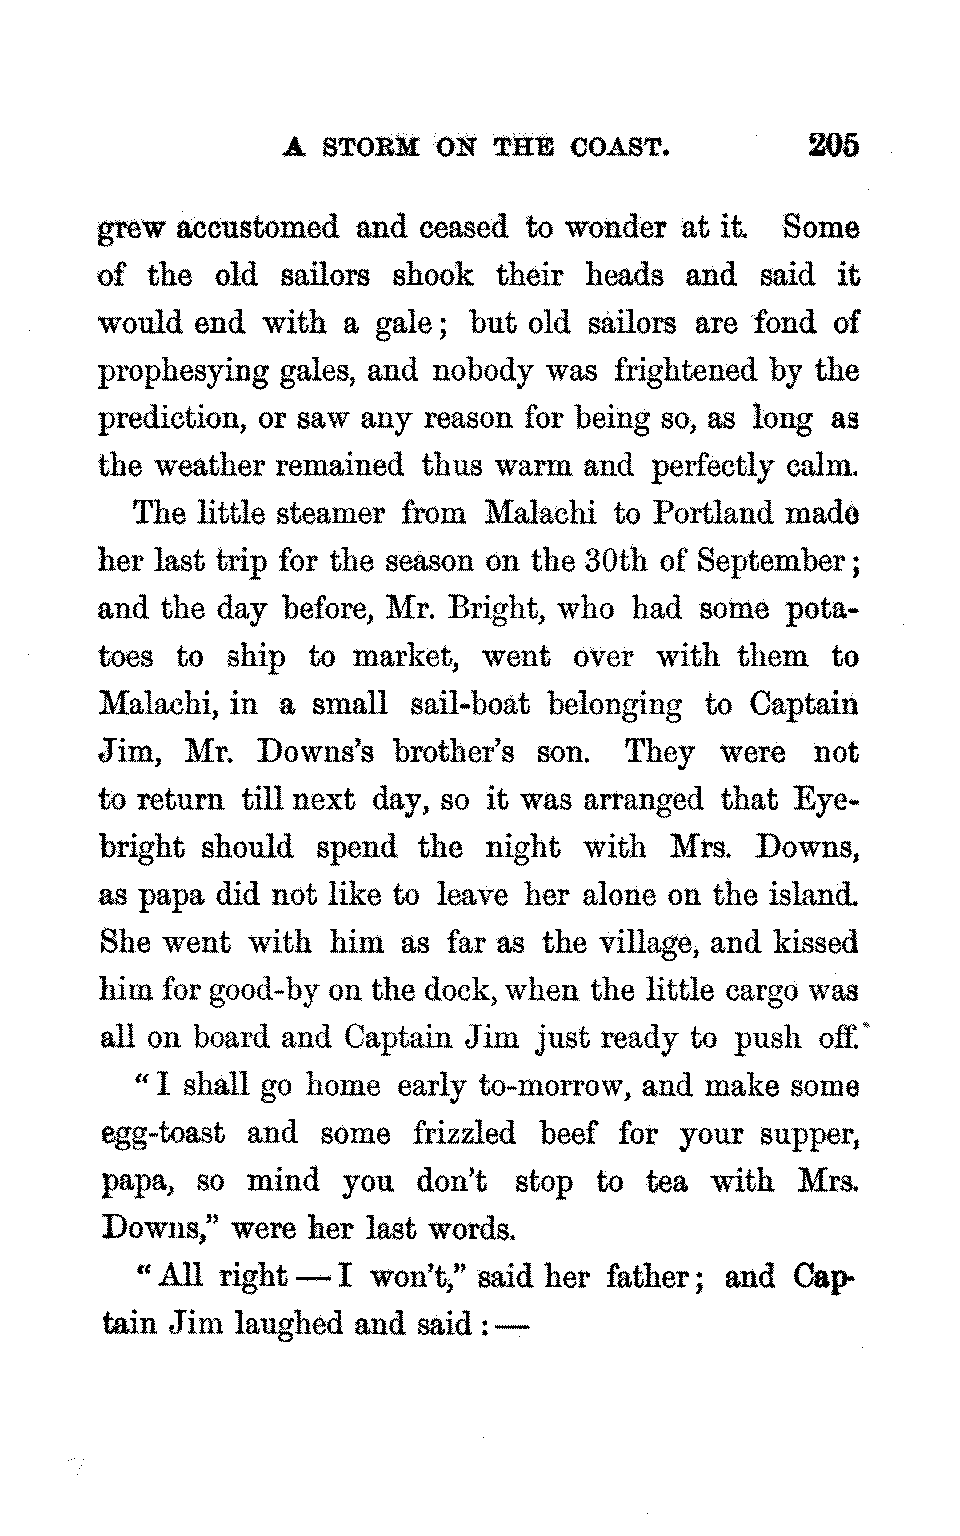 A STORM ON THE COAST. 205
grew accustomed and ceased to wonder at it. Some
of the old sailors shook their heads and said it
would end with a gale; but old sailors are fond of
prophesying gales, and nobody was frightened by the
prediction, or saw any reason for being so, as long as
the weather remained thus warm and perfectly calm.
The little steamer from Malachi to Portland made
her last trip for the season on the 30th of September;
and the day before, Mr. Bright, who had some pota-
toes to ship to market, went over with them to
Malachi, in a small sail-boat belonging to Captain
Jim, Mr. Downs's brother's son. They were not
to return till next day, so it was arranged that Eye-
bright should spend the night with Mrs. Downs,
as papa did not like to leave her alone on the island.
She went with him as far as the village, and kissed
him for good-by on the dock, when the little cargo was
all on board and Captain Jim just ready to push off.
"I shall go home early to-morrow, and make some
egg-toast and some frizzled beef for your supper,
papa, so mind you don't stop to tea with Mrs.
Downs," were her last words.
"All right — I won't," said her father; and Cap-
tain Jim laughed and said : —